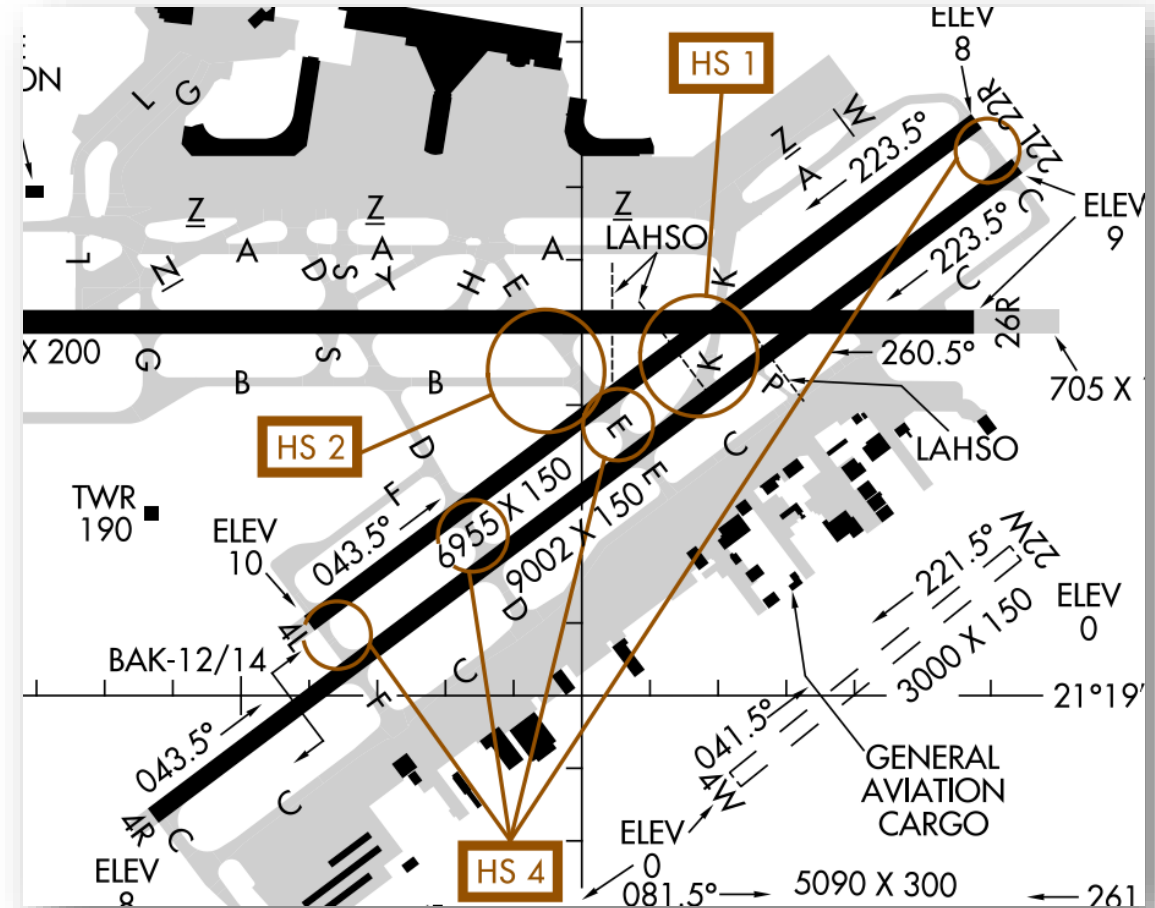 ELEV
8
ON
HS 1
L
G
22R
W
Z
A
223.5°
22L
C
Z
Z
Z
LAHSO
ELEV
9
223.5°
L
Z
A
D
S
A
Y
H
E
A
K
C
26R
X 200
G
S
B
B
K
P
260.5°
705 X
HS 2
E
LAHSO
D
E
C
TWR
190
F
ELEV
10
043.5°
6955 X 150
9002 X 150
22W
221.5°
ELEV
0
4L
D
BAK-12/14
C
F
3000 X 150
21°19'
043.5°
041.5°
4W
GENERAL
AVIATION
CARGO
C
4R
C
ELEV
8
HS 4
ELEV
0
081.5°
5090 X 300
261